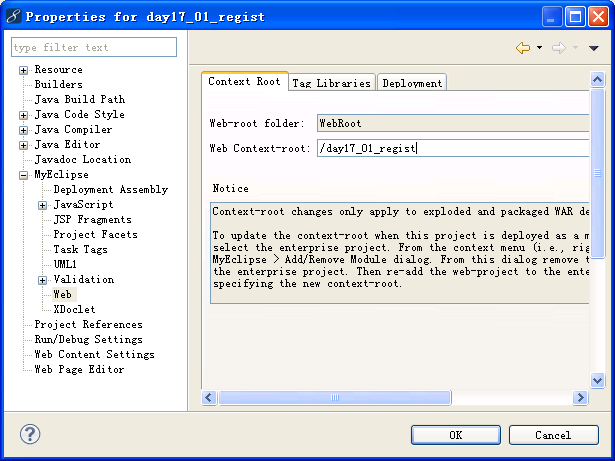 Properties for day17_01_regist
type filter text
Resource
Builders
Java Build Path
Java Code Style
Java Compiler
Java Editor
Javadoc Location
MyEclipse
Deployment Assembly
JavaScript
JSP Fragments
Project Facets
Task Tags
UML1
Validation
Web
XDoclet
Project References
Run/Debug Settings
Web Content Settings
Web Page Editor
Context Root
Tag Libraries
Deployment
Web-root folder: WebRoot
Web Context-root: /day17_01_regist
Notice
Context-root changes only apply to exploded and packaged WAR de
To update the context-root when this project is deployed as a m
select the enterprise project. From the context menu (i.e., rig
MyEclipse > Add/Remove Module dialog. From this dialog remove t
the enterprise project. Then re-add the web-project to the ente
specifying the new context-root.
OK
Cancel